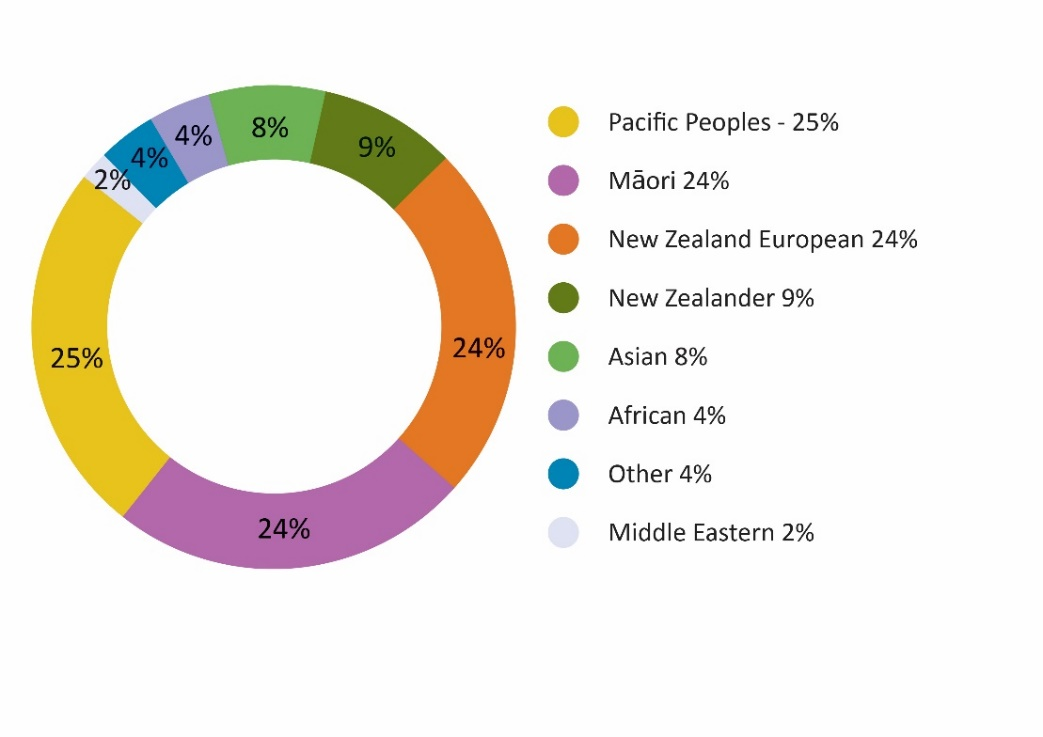 8%
4%
9%
4%
2%
24%
25%
24%
Pacific Peoples - 25%
Māori 24%
New Zealand European 24%
New Zealander 9%
Asian 8%
African 4%
Other 4%
Middle Eastern 2%